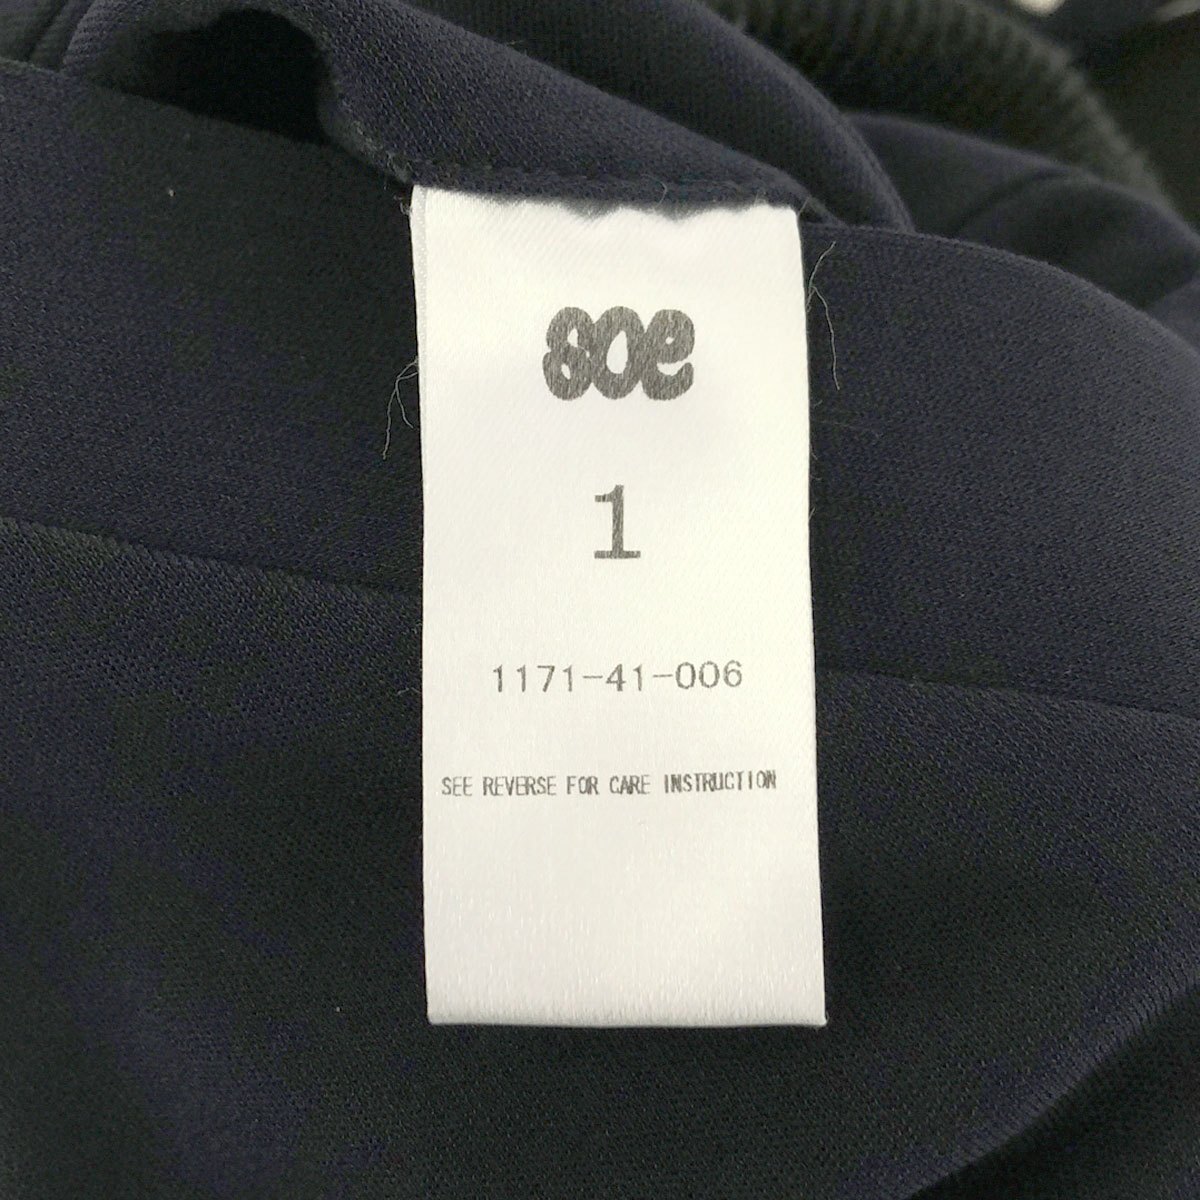 soe
1
1171-41-006
SEE REVERSE FOR CARE INSTRUCTION